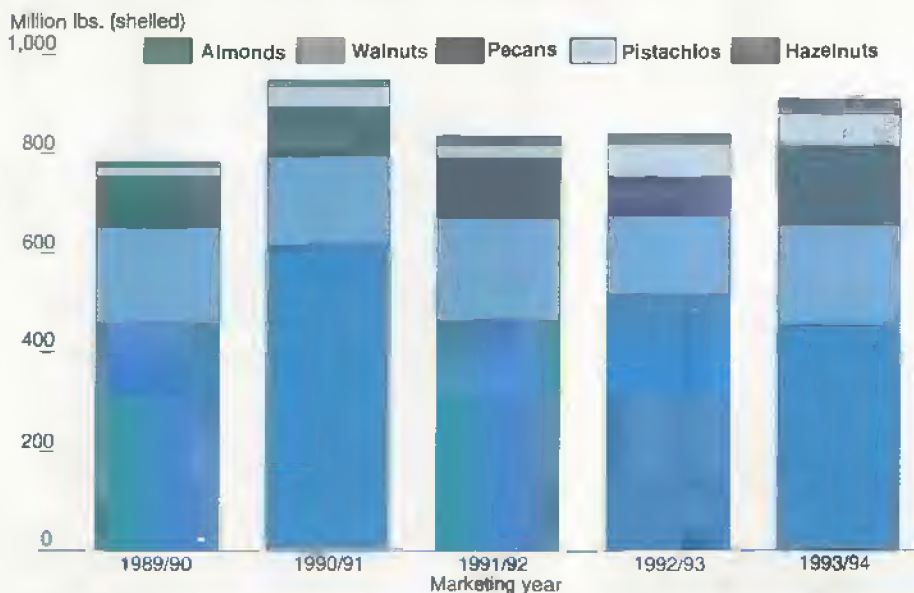 Million lbs. (shelled)
1,000
Almonds Walnuts Pecans Pistachios Hazelnuts
800
600
400
200
0
1989/90 1990/91 1991/92 1992/93 1993/94
Marketing year